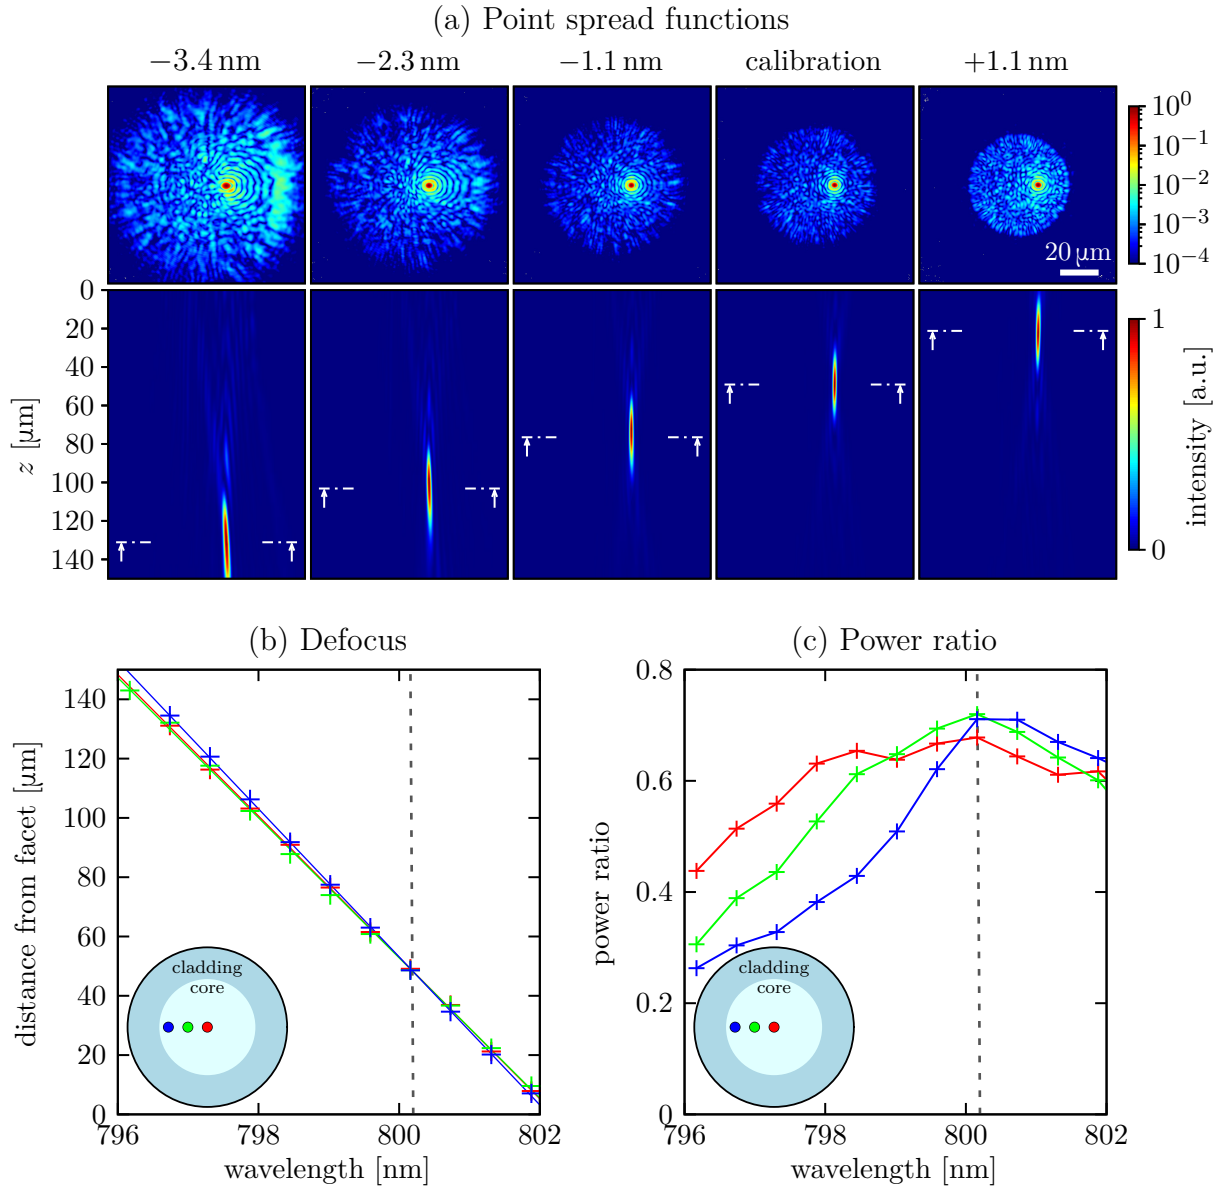 (a) Point spread functions
−3.4 nm −2.3 nm −1.1 nm calibration +1.1 nm
20 µm
10⁰
10⁻¹
10⁻²
10⁻³
10⁻⁴
0
20
40
60
80
100
120
140
z [µm]
1
0
intensity [a.u.]
(b) Defocus
140
120
100
80
60
40
20
0
distance from facet [µm]
cladding
core
796 798 800 802
wavelength [nm]
(c) Power ratio
0.8
0.6
0.4
0.2
0
power ratio
cladding
core
796 798 800 802
wavelength [nm]